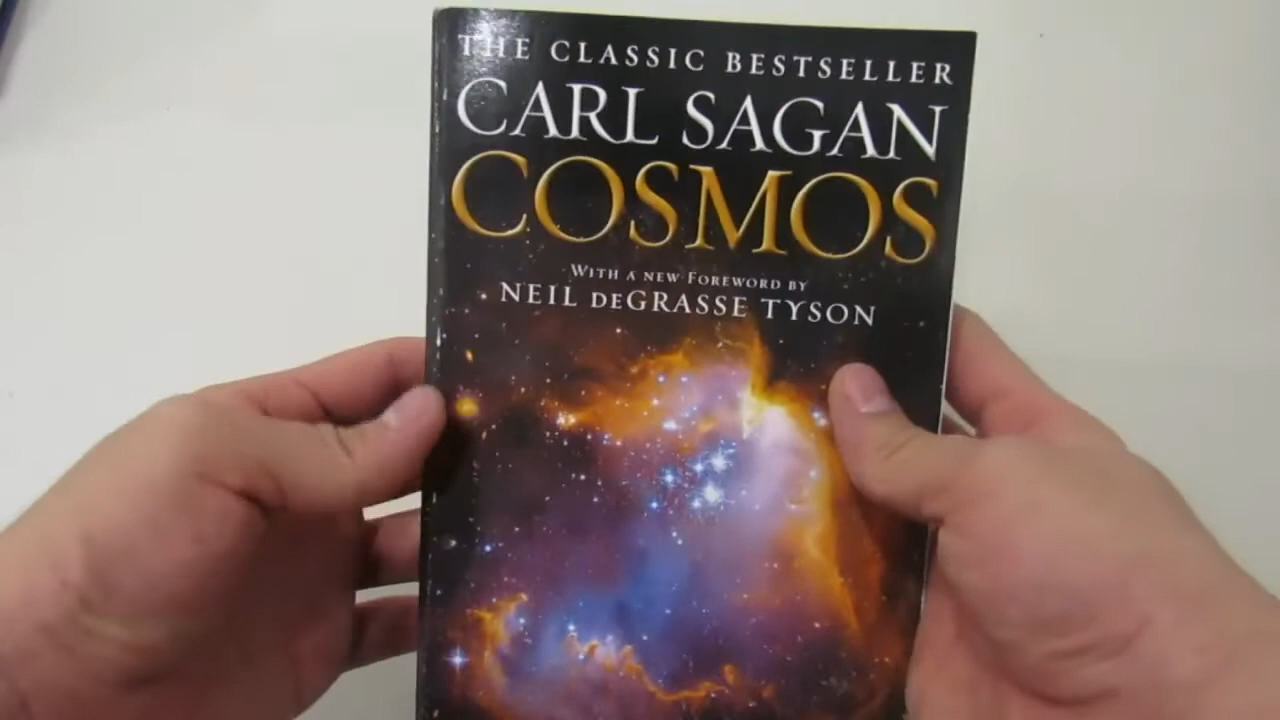 THE CLASSIC BESTSELLER
CARL SAGAN
COSMOS
WITH A NEW FOREWORD BY
NEIL DEGRASSE TYSON